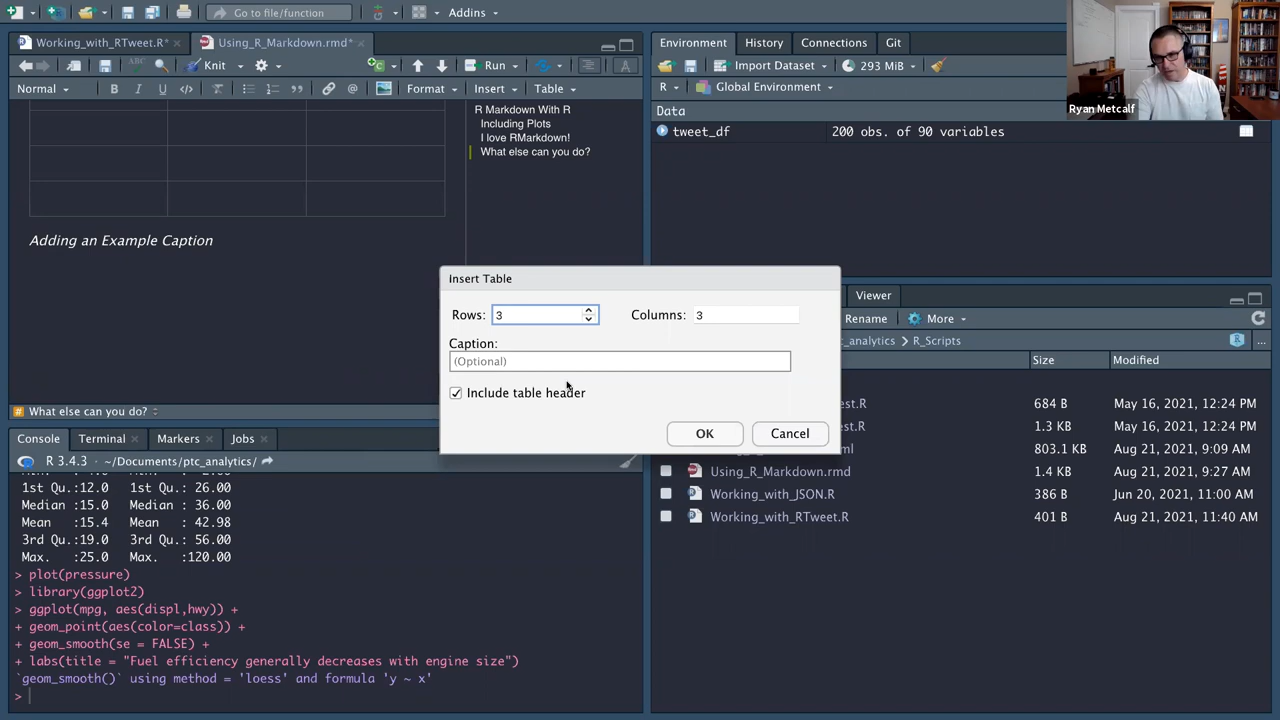 Go to file/function
Addins
Working_with_RTweet.R*
Using_R_Markdown.rmd*
Knit
Run
Normal
B
I
U
Format
Insert
Table
R Markdown With R
Including Plots
I love RMarkdown!
What else can you do?
Adding an Example Caption
# What else can you do?
Environment
History
Connections
Git
Import Dataset
293 MiB
R
Global Environment
Data
tweet_df
200 obs. of 90 variables
Ryan Metcalf
Insert Table
Rows:
3
Columns:
3
Caption:
(Optional)
Include table header
OK
Cancel
Viewer
Rename
More
_analytics
R_Scripts
...
Size
Modified
est.R
684 B
May 16, 2021, 12:24 PM
t.R
1.3 KB
May 16, 2021, 12:24 PM
ml
803.1 KB
Aug 21, 2021, 9:09 AM
Using_R_Markdown.rmd
1.4 KB
Aug 21, 2021, 9:27 AM
Working_with_JSON.R
386 B
Jun 20, 2021, 11:00 AM
Working_with_RTweet.R
401 B
Aug 21, 2021, 11:40 AM
Console
Terminal
Markers
Jobs
R 3.4.3 · ~/Documents/ptc_analytics/
1st Qu.:12.0 1st Qu.: 26.00
Median :15.0 Median : 36.00
Mean :15.4 Mean : 42.98
3rd Qu.:19.0 3rd Qu.: 56.00
Max. :25.0 Max. :120.00
> plot(pressure)
> library(ggplot2)
> ggplot(mpg, aes(displ,hwy)) +
+ geom_point(aes(color=class)) +
+ geom_smooth(se = FALSE) +
+ labs(title = "Fuel efficiency generally decreases with engine size")
`geom_smooth()` using method = 'loess' and formula 'y ~ x'
>